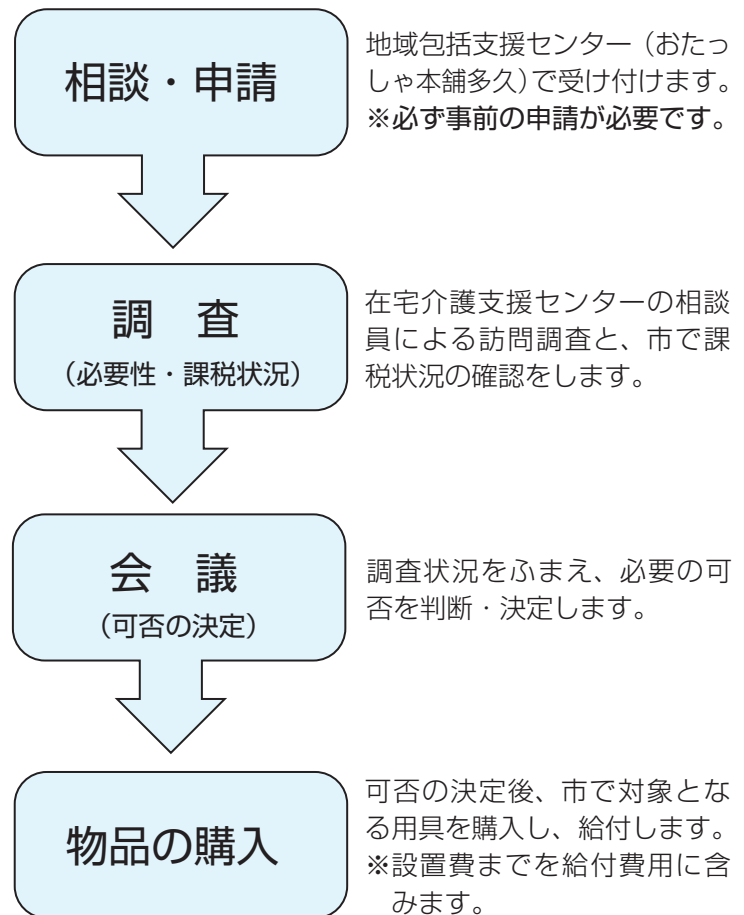 相談・申請
地域包括支援センター（おたっ
しゃ本舗多久）で受け付けます。
※必ず事前の申請が必要です。
調　査
（必要性・課税状況）
在宅介護支援センターの相談
員による訪問調査と、市で課
税状況の確認をします。
会　議
（可否の決定）
調査状況をふまえ、必要の可
否を判断・決定します。
物品の購入
可否の決定後、市で対象とな
る用具を購入し、給付します。
※設置費までを給付費用に含
みます。